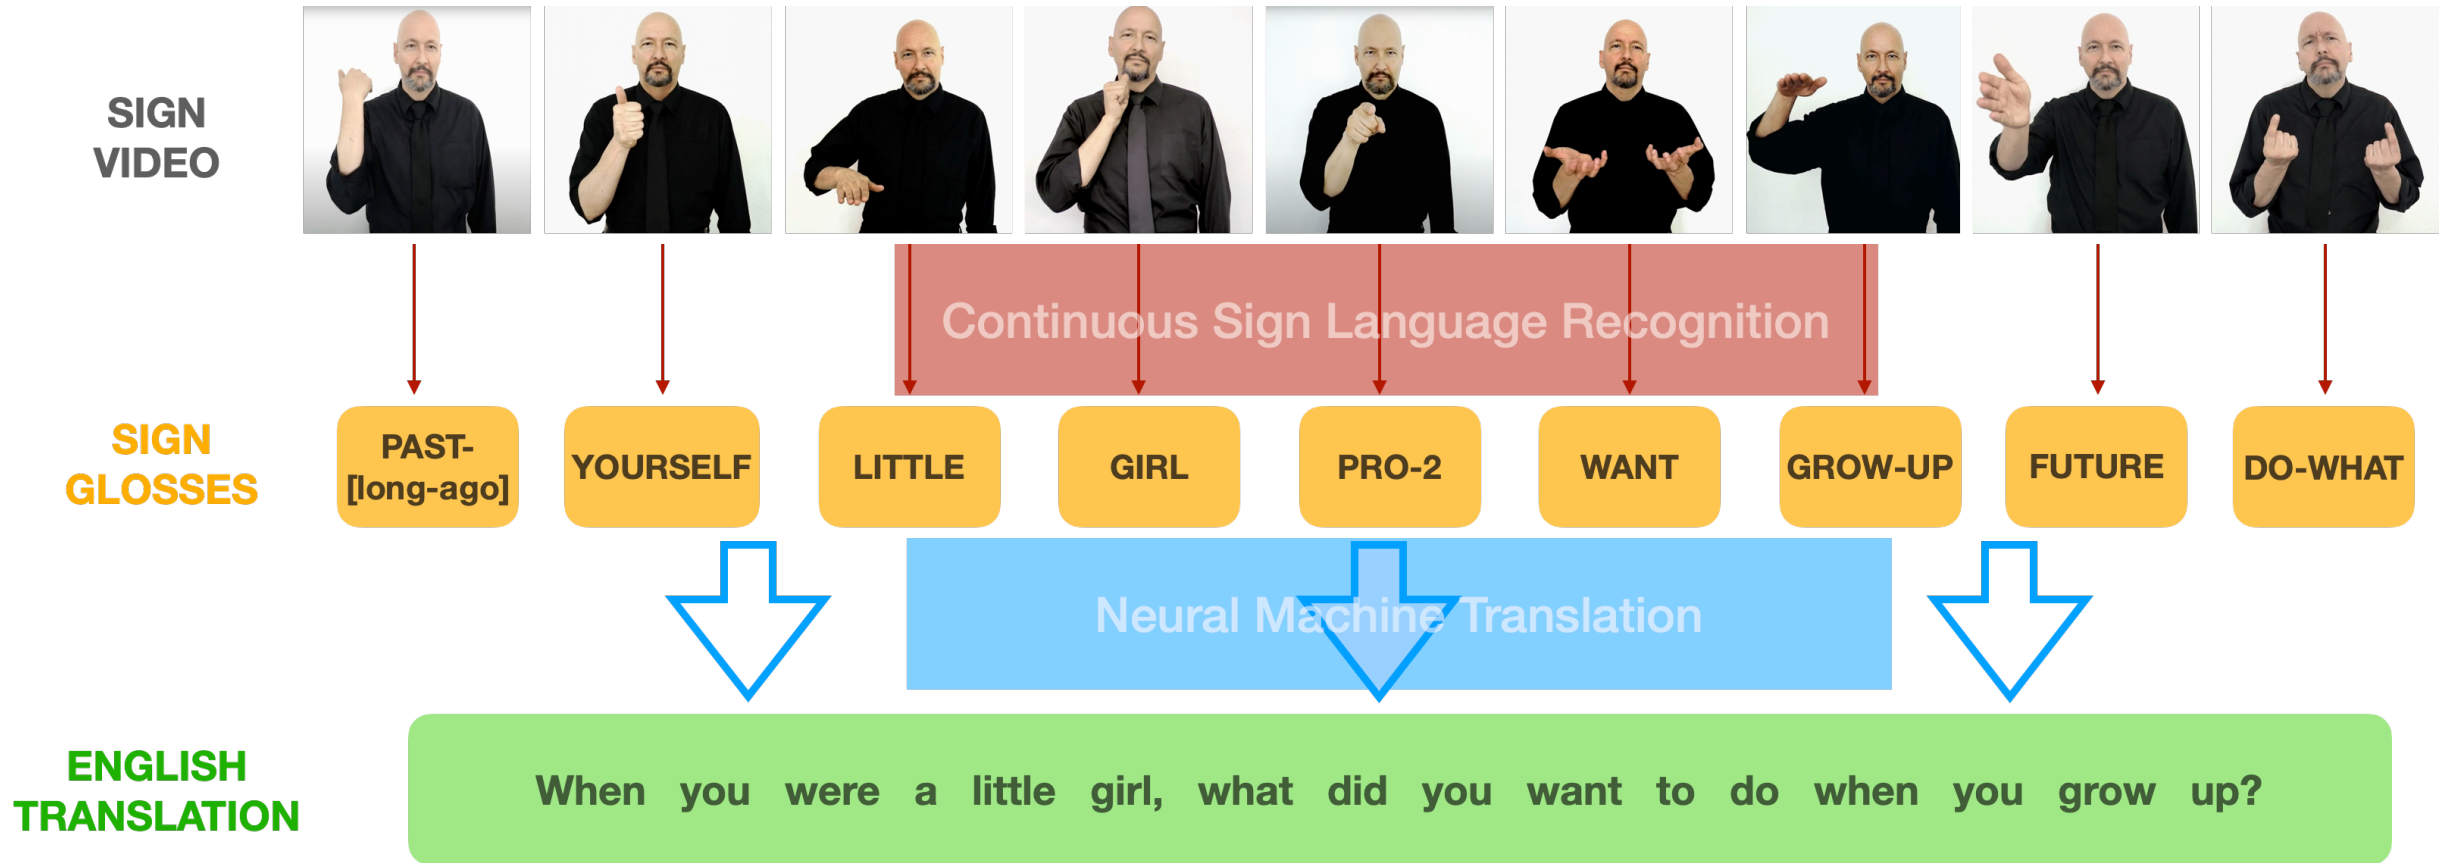 SIGN
VIDEO
Continuous Sign Language Recognition
SIGN
GLOSSES
PAST-
[long-ago]
YOURSELF
LITTLE
GIRL
PRO-2
WANT
GROW-UP
FUTURE
DO-WHAT
Neural Machine Translation
ENGLISH
TRANSLATION
When you were a little girl, what did you want to do when you grow up?